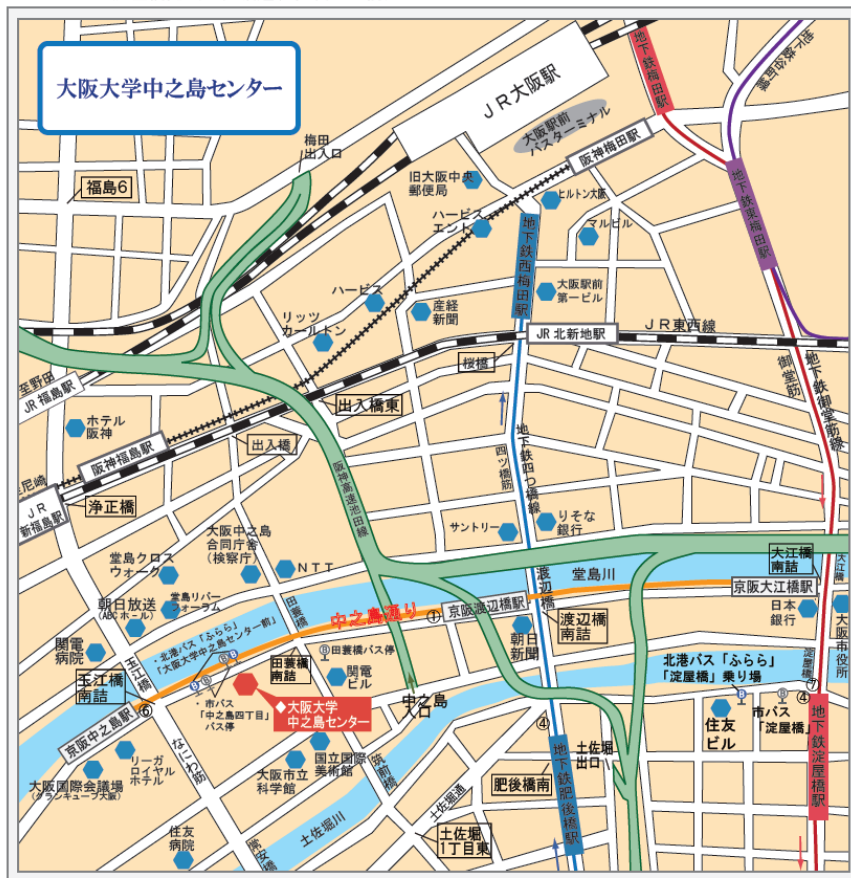 大阪大学中之島センター
JR大阪駅
地下鉄梅田駅
地下鉄谷町線
大阪駅前
バスターミナル
梅田
出入口
阪神梅田駅
福島6
旧大阪中央
郵便局
ヒルトン大阪
地下鉄東梅田駅
ハービス
エント
マルビル
地下鉄西梅田駅
大阪駅前
第一ビル
ハービス
産経
新聞
リッツ
カールトン
JR北新地駅
JR東西線
桜橋
御堂筋
地下鉄御堂筋線
至野田
JR福島駅
出入橋東
ホテル
阪神
出入橋
阪神福島駅
阪神高速池田線
四ツ橋筋
地下鉄四つ橋線
至尼崎
JR
新福島駅
浄正橋
サントリー
りそな
銀行
大阪中之島
合同庁舎
(検察庁)
堂島クロス
ウォーク
NTT
堂島川
大江橋
南詰
大江橋
渡辺橋
京阪大江橋駅
堂島リバー
フォーラム
朝日放送
(ABCホール)
田蓑橋
中之島通り
①
京阪渡辺橋駅
渡辺橋
南詰
日本
銀行
関電
病院
・北港バス「ふらら」
「大阪大学中之島センター前」
朝日
新聞
淀屋橋
大阪市役所
玉江橋
玉江橋
南詰
田蓑橋
南詰
B
田蓑橋バス停
関電
ビル
北港バス「ふらら」
「淀屋橋」乗り場
B
B
B
B
・市バス
「中之島四丁目」
バス停
◆大阪大学
中之島センター
中之島
入口
B
B
④
⑦
京阪中之島駅
⑥
④
住友
ビル
市バス
「淀屋橋」
なにわ筋
リーガ
ロイヤル
ホテル
大阪国際会議場
(グランキューブ大阪)
大阪市立
科学館
国立国際
美術館
筑前橋
地下鉄肥後橋駅
土佐堀
出口
肥後橋南
地下鉄淀屋橋駅
土佐堀通
土佐堀川
土佐堀
1丁目東
住友
病院
常安橋